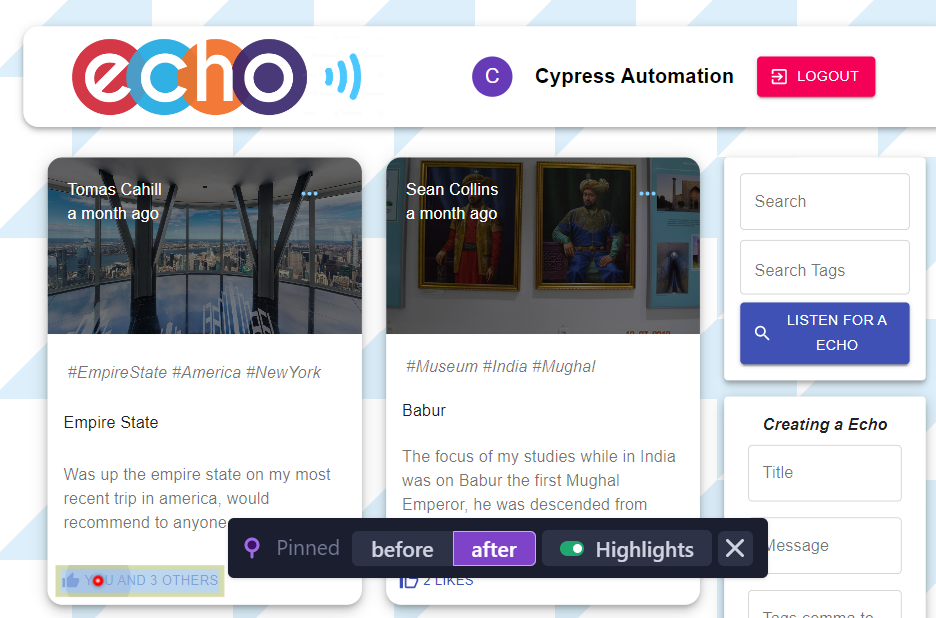 echo
C
Cypress Automation
LOGOUT
Tomas Cahill
a month ago
#EmpireState #America #NewYork
Empire State
Was up the empire state on my most
recent trip in america, would
recommend to anyone
YOU AND 3 OTHERS
Sean Collins
a month ago
#Museum #India #Mughal
Babur
The focus of my studies while in India
was on Babur the first Mughal
Emperor, he was descended from
2 LIKES
Search
Search Tags
LISTEN FOR A
ECHO
Creating a Echo
Title
Message
Tags comma to
Pinned
before
after
Highlights